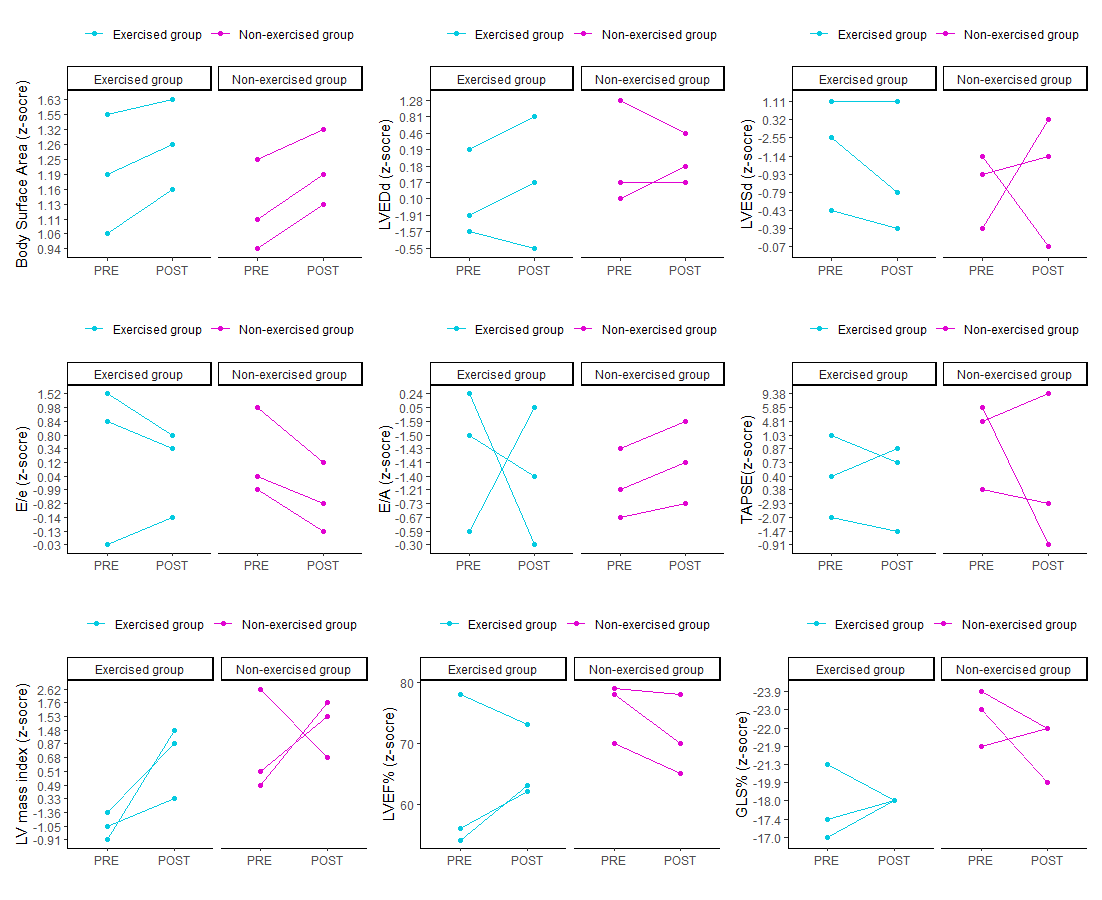 Exercised group Non-exercised group
Exercised group Non-exercised group
Body Surface Area (z-socre)
1.63
1.55
1.32
1.26
1.25
1.19
1.16
1.13
1.11
1.06
0.94
PRE POST PRE POST
Exercised group Non-exercised group
Exercised group Non-exercised group
LVEDd (z-socre)
1.28
0.81
0.46
0.19
0.18
0.17
0.10
-1.91
-1.57
-0.55
PRE POST PRE POST
Exercised group Non-exercised group
Exercised group Non-exercised group
LVESd (z-socre)
1.11
0.32
-2.55
-1.14
-0.93
-0.79
-0.43
-0.39
-0.07
PRE POST PRE POST
Exercised group Non-exercised group
Exercised group Non-exercised group
E/e (z-socre)
1.52
0.98
0.84
0.80
0.34
0.12
0.04
-0.99
-0.82
-0.14
-0.13
-0.03
PRE POST PRE POST
Exercised group Non-exercised group
Exercised group Non-exercised group
E/A (z-socre)
0.24
0.05
-1.59
-1.50
-1.43
-1.41
-1.40
-1.21
-0.73
-0.67
-0.59
-0.30
PRE POST PRE POST
Exercised group Non-exercised group
Exercised group Non-exercised group
TAPSE(z-socre)
9.38
5.85
4.81
1.03
0.87
0.73
0.40
0.38
-2.93
-2.07
-1.47
-0.91
PRE POST PRE POST
Exercised group Non-exercised group
Exercised group Non-exercised group
LV mass index (z-socre)
2.62
1.76
1.53
1.48
0.87
0.68
0.51
0.49
0.33
-1.36
-1.05
-0.91
PRE POST PRE POST
Exercised group Non-exercised group
Exercised group Non-exercised group
LVEF% (z-socre)
80
70
60
PRE POST PRE POST
Exercised group Non-exercised group
Exercised group Non-exercised group
GLS% (z-socre)
-23.9
-23.0
-22.0
-21.9
-21.3
-19.9
-18.0
-17.4
-17.0
PRE POST PRE POST